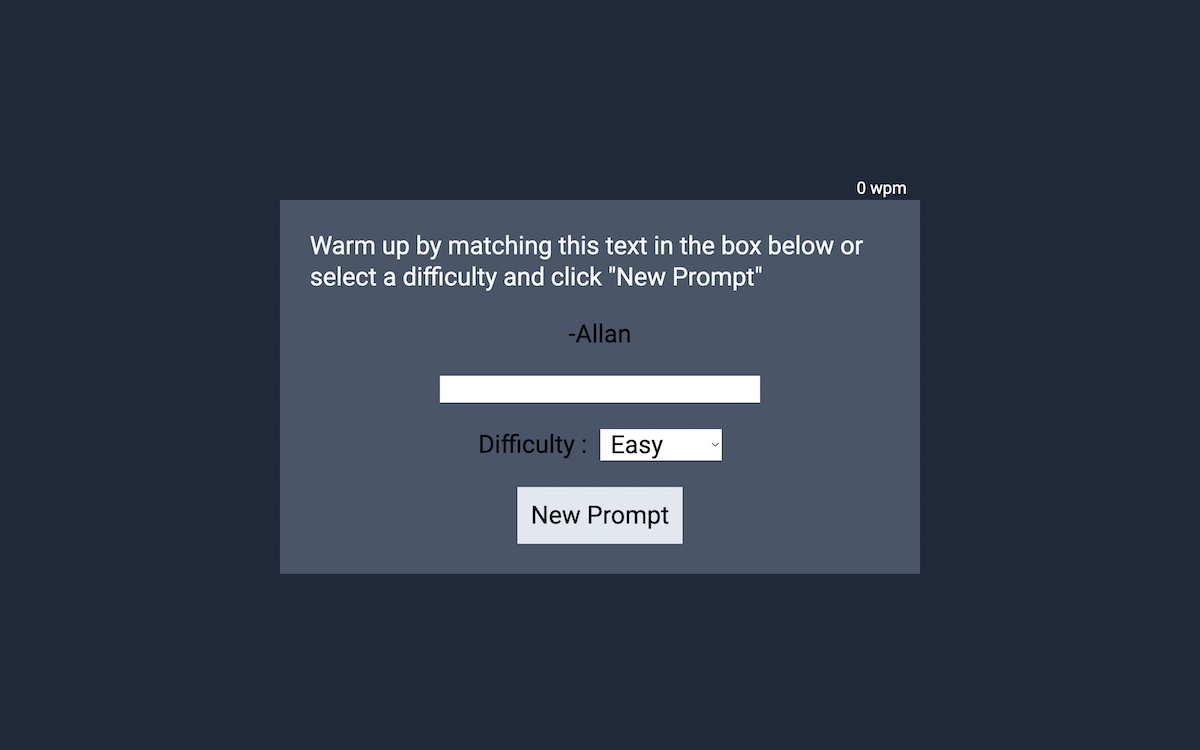 0 wpm
Warm up by matching this text in the box below or
select a difficulty and click "New Prompt"
-Allan
Difficulty : Easy
New Prompt